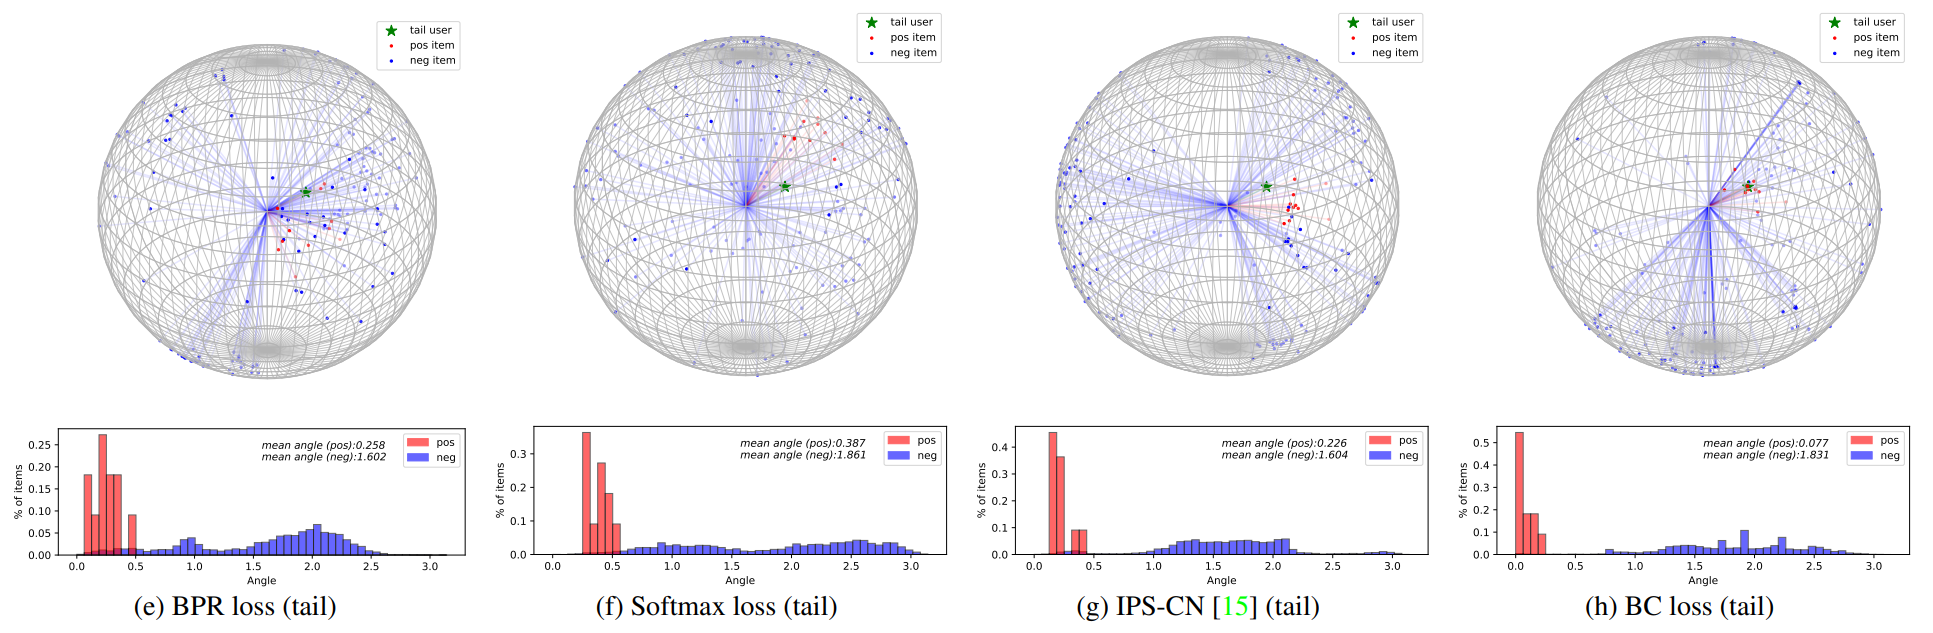 tail user
pos item
neg item
tail user
pos item
neg item
tail user
pos item
neg item
tail user
pos item
neg item
% of items
0.25
0.20
0.15
0.10
0.05
0.00
mean angle (pos):0.258
mean angle (neg):1.602
pos
neg
0.0 0.5 1.0 1.5 2.0 2.5 3.0
Angle
(e) BPR loss (tail)
% of items
0.3
0.2
0.1
0.0
mean angle (pos):0.387
mean angle (neg):1.861
pos
neg
0.0 0.5 1.0 1.5 2.0 2.5 3.0
Angle
(f) Softmax loss (tail)
% of items
0.4
0.3
0.2
0.1
0.0
mean angle (pos):0.226
mean angle (neg):1.604
pos
neg
0.0 0.5 1.0 1.5 2.0 2.5 3.0
Angle
(g) IPS-CN [15] (tail)
% of items
0.5
0.4
0.3
0.2
0.1
0.0
mean angle (pos):0.077
mean angle (neg):1.831
pos
neg
0.0 0.5 1.0 1.5 2.0 2.5 3.0
Angle
(h) BC loss (tail)